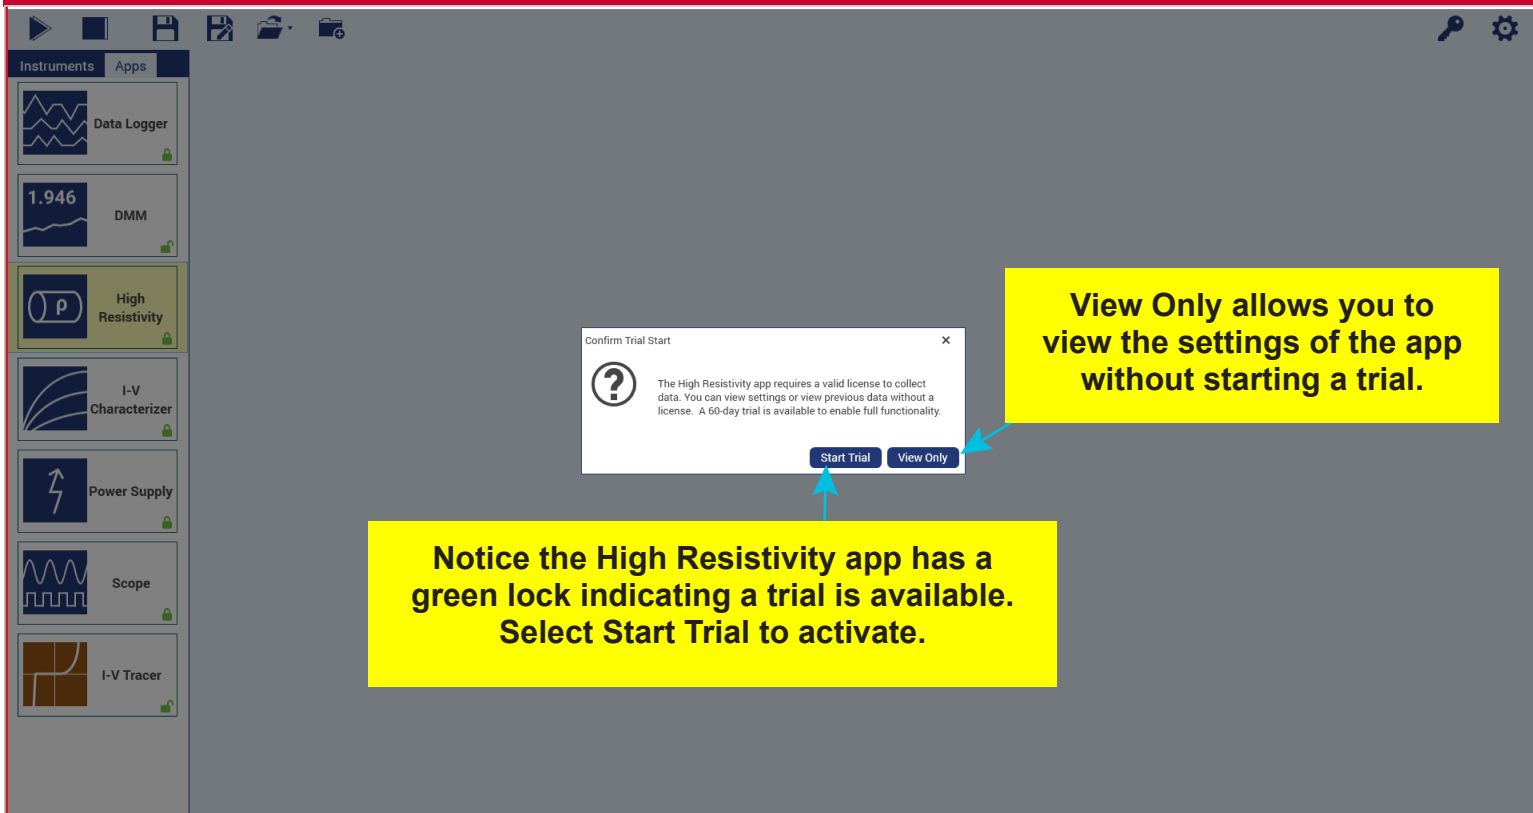 Instruments Apps
Data Logger
1.946
DMM
ρ
High
Resistivity
I-V
Characterizer
Power Supply
Scope
I-V Tracer
Confirm Trial Start
The High Resistivity app requires a valid license to collect
data. You can view settings or view previous data without a
license. A 60-day trial is available to enable full functionality.
Start Trial View Only
View Only allows you to
view the settings of the app
without starting a trial.
Notice the High Resistivity app has a
green lock indicating a trial is available.
Select Start Trial to activate.